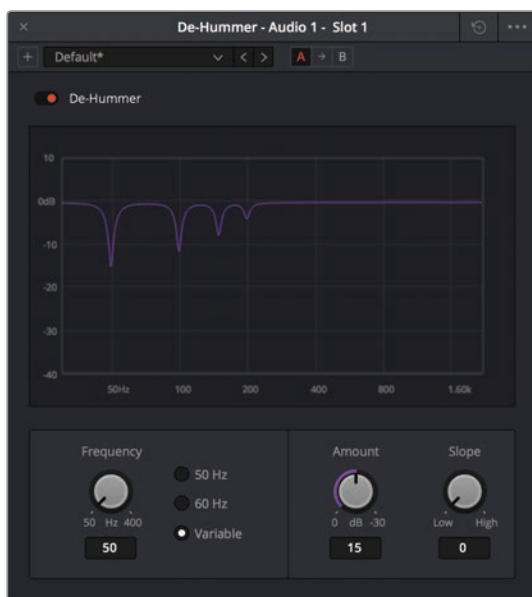 De-Hummer - Audio 1 - Slot 1
Default*
A
B
De-Hummer
10
0dB
-10
-20
-30
-40
50Hz 100 200 400 800 1.60k
Frequency
50 Hz 400
50
50 Hz
60 Hz
Variable
Amount
0 dB -30
15
Slope
Low High
0